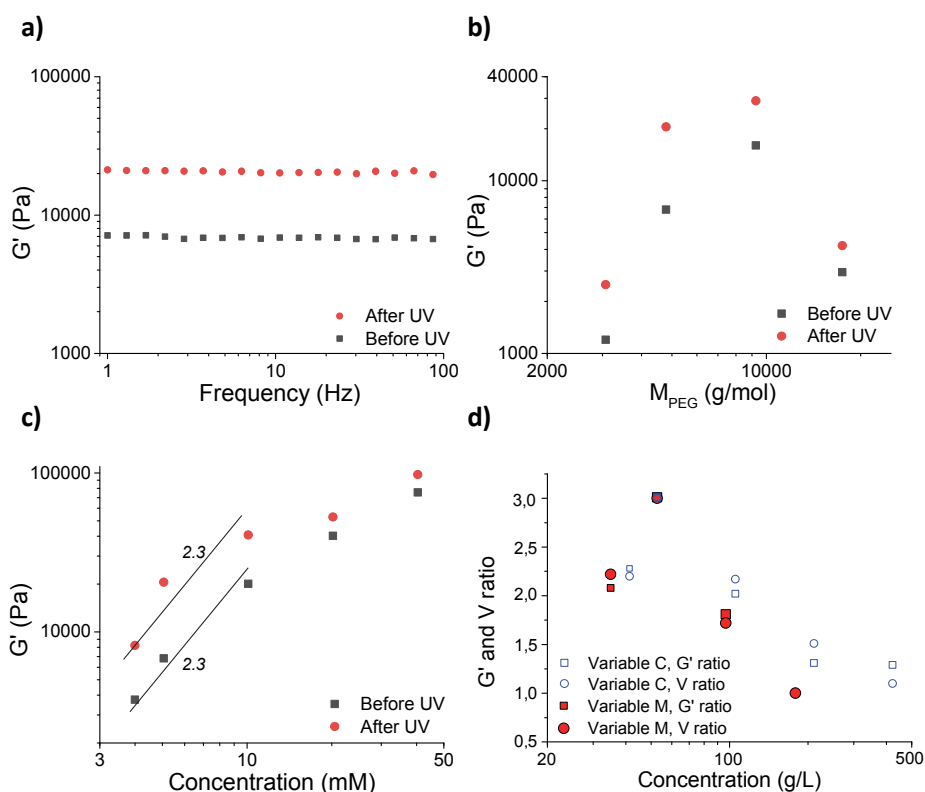 a)
100000
10000
1000
G' (Pa)
1
10
100
Frequency (Hz)
After UV
Before UV
b)
40000
10000
1000
G' (Pa)
2000
10000
M_PEG (g/mol)
Before UV
After UV
c)
100000
10000
G' (Pa)
2.3
2.3
3
10
50
Concentration (mM)
Before UV
After UV
d)
3,0
2,5
2,0
1,5
1,0
0,5
G' and V ratio
20
100
500
Concentration (g/L)
Variable C, G' ratio
Variable C, V ratio
Variable M, G' ratio
Variable M, V ratio